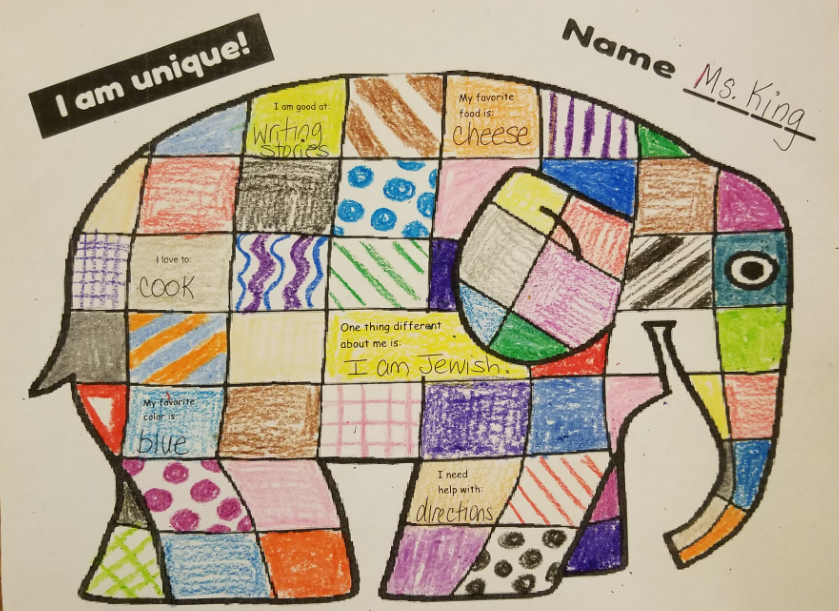 I am unique!
Name Ms. King
I am good at:
writing
stories
My favorite
food is:
cheese
I love to:
cook
One thing different
about me is:
I am Jewish.
My favorite
color is
blue
I need
help with:
directions